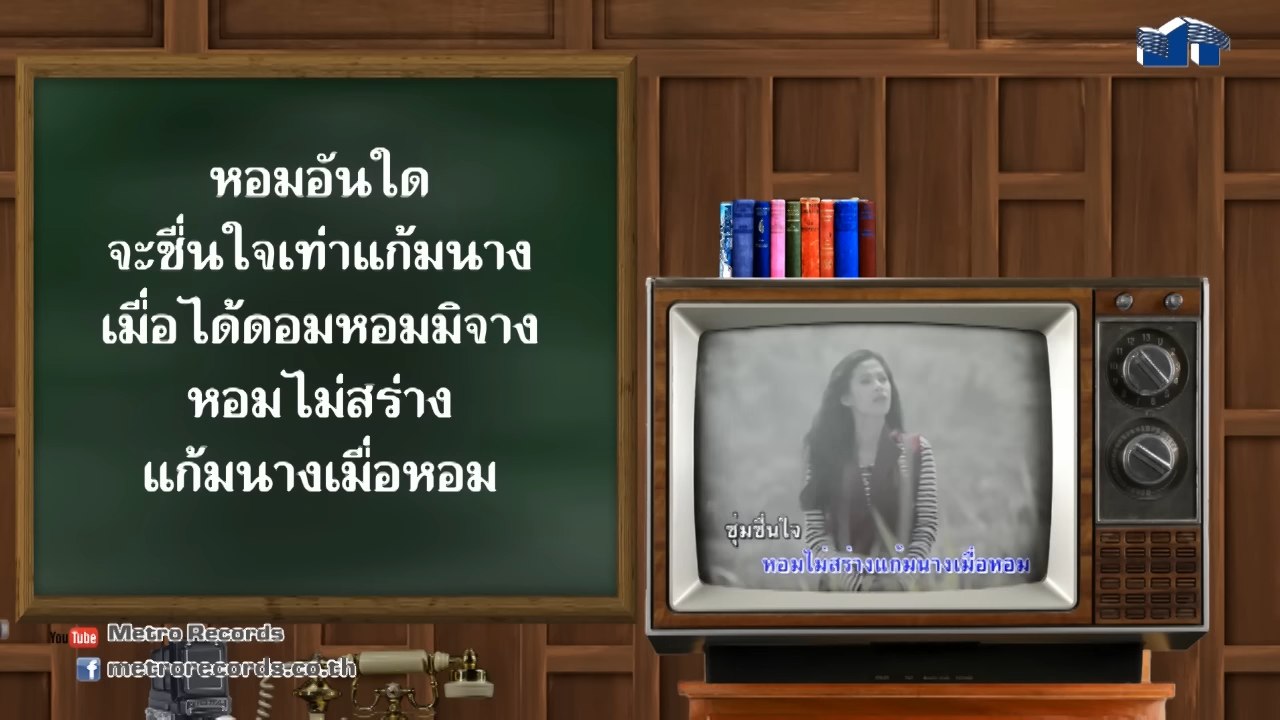 หอมอันใด
จะชื่นใจเท่าแก้มนาง
เมื่อได้ดอมหอมมิจาง
หอมไม่สร่าง
แก้มนางเมื่อหอม
ชุ่มชื่นใจ
หอมไม่สร่างแก้มนางเมื่อหอม
YouTube Metro Records
f metrorecords.co.th